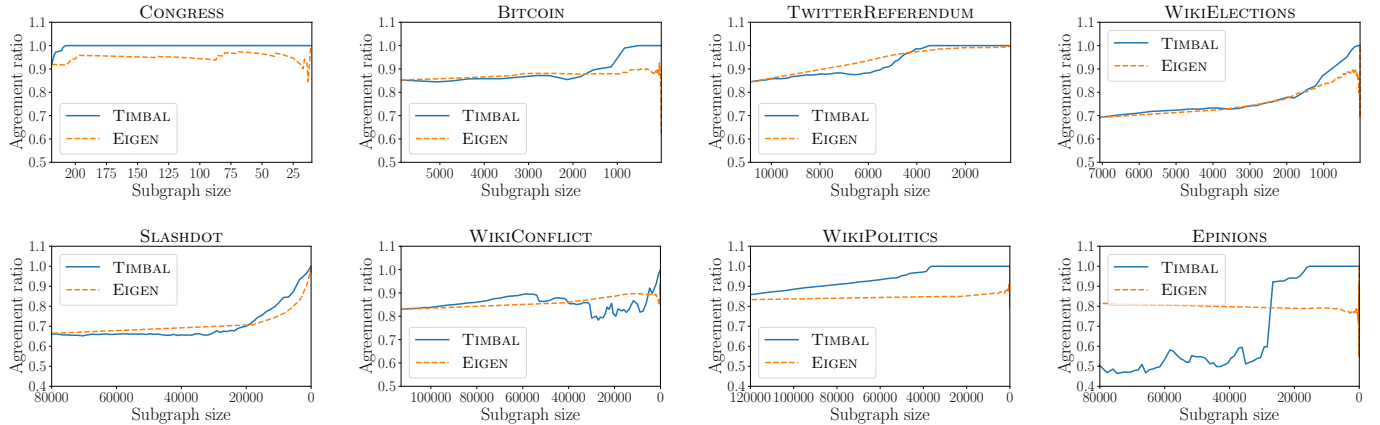 CONGRESS
1.1
1.0
0.9
0.8
0.7
0.6
0.5
Agreement ratio
TIMBAL
EIGEN
200 175 150 125 100 75 50 25
Subgraph size
BITCOIN
1.1
1.0
0.9
0.8
0.7
0.6
0.5
Agreement ratio
TIMBAL
EIGEN
5000 4000 3000 2000 1000
Subgraph size
TWITTERREFERENDUM
1.1
1.0
0.9
0.8
0.7
0.6
0.5
Agreement ratio
TIMBAL
EIGEN
10000 8000 6000 4000 2000
Subgraph size
WIKIELECTIONS
1.1
1.0
0.9
0.8
0.7
0.6
0.5
Agreement ratio
TIMBAL
EIGEN
7000 6000 5000 4000 3000 2000 1000
Subgraph size
SLASHDOT
1.1
1.0
0.9
0.8
0.7
0.6
0.5
0.4
Agreement ratio
TIMBAL
EIGEN
80000 60000 40000 20000 0
Subgraph size
WIKICONFLICT
1.1
1.0
0.9
0.8
0.7
0.6
0.5
Agreement ratio
TIMBAL
EIGEN
100000 80000 60000 40000 20000 0
Subgraph size
WIKIPOLITICS
1.1
1.0
0.9
0.8
0.7
0.6
0.5
Agreement ratio
TIMBAL
EIGEN
120000 100000 80000 60000 40000 20000 0
Subgraph size
EPINIONS
1.1
1.0
0.9
0.8
0.7
0.6
0.5
0.4
Agreement ratio
TIMBAL
EIGEN
80000 60000 40000 20000 0
Subgraph size